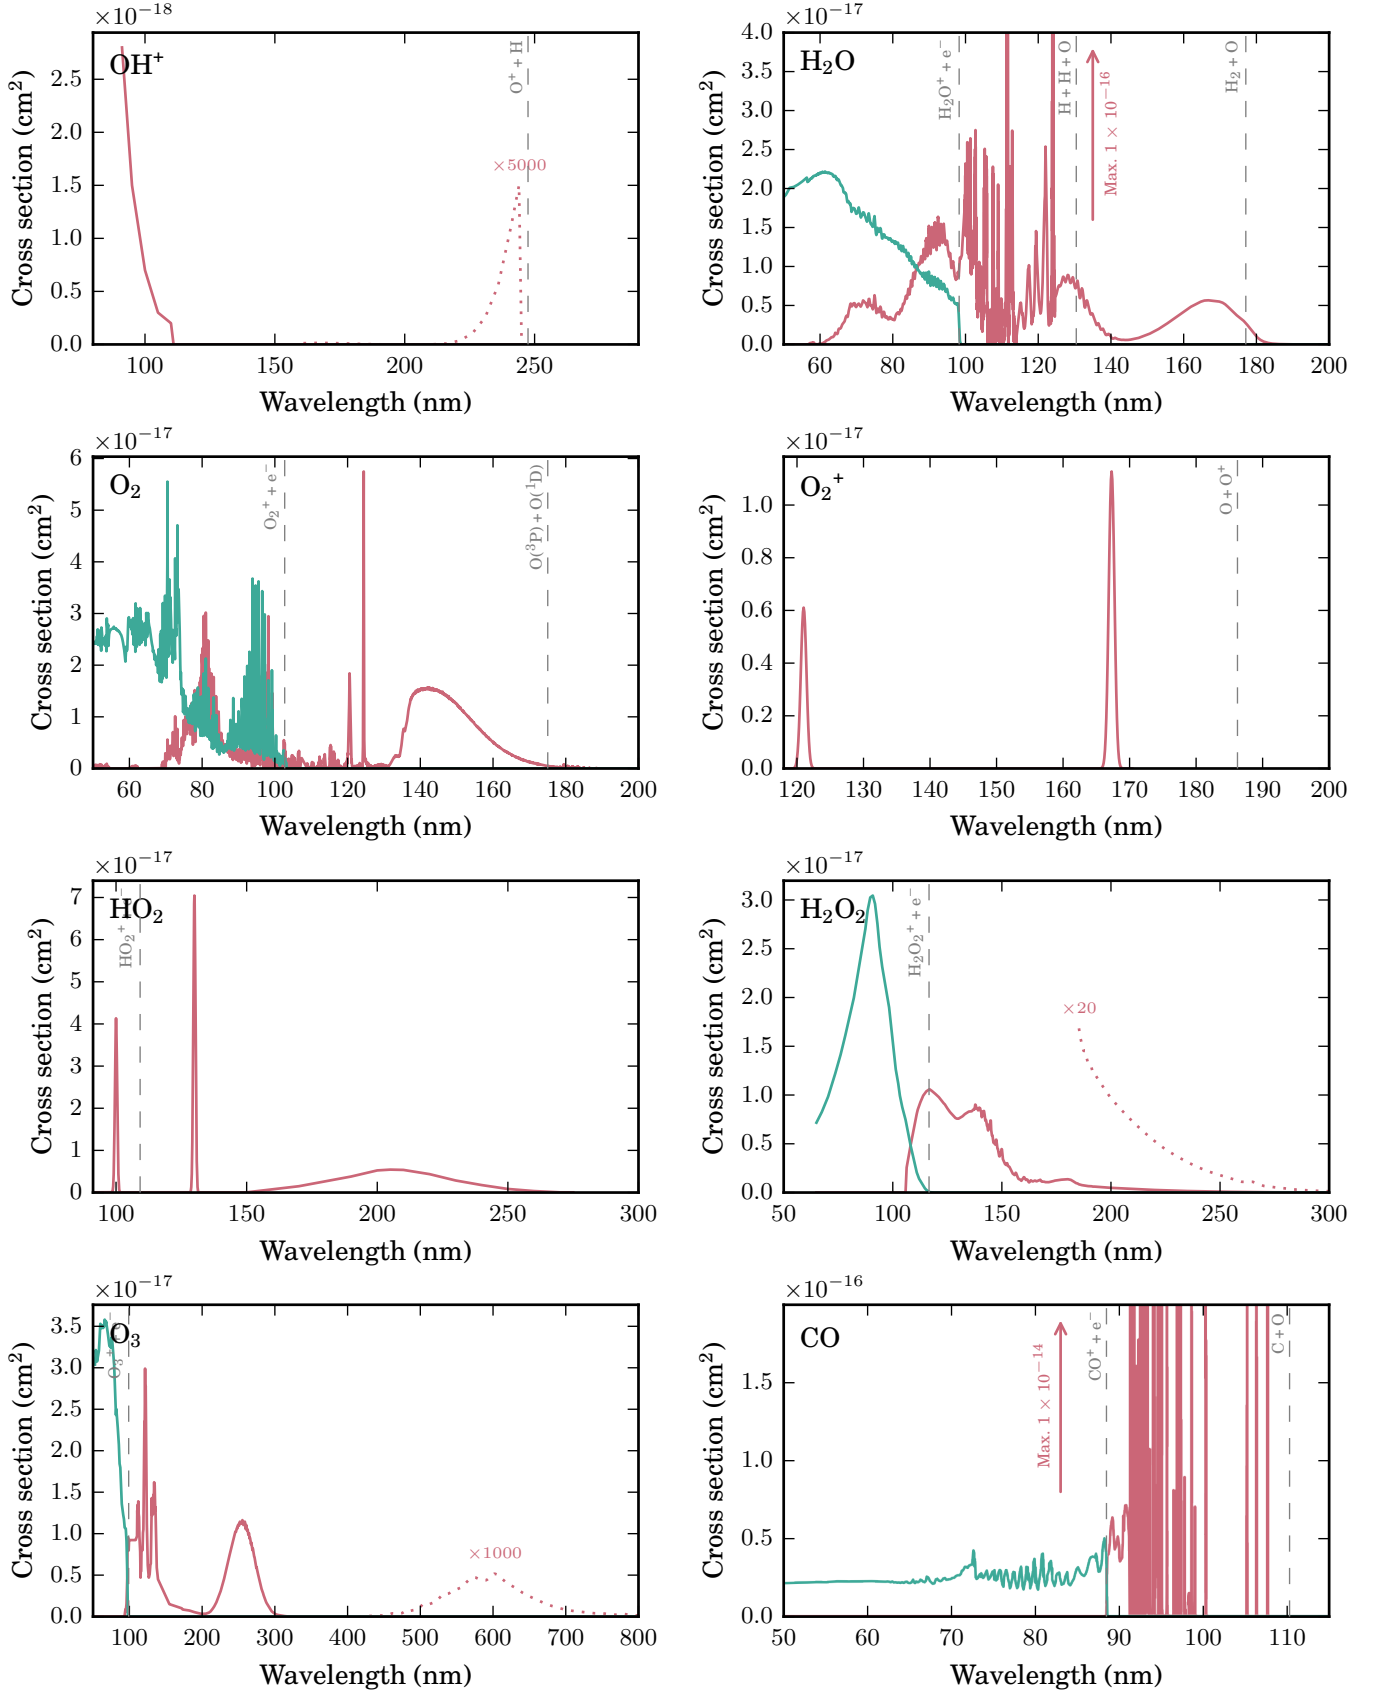 ×10⁻¹⁸
OH⁺
O⁺ + H
×5000
Cross section (cm²)
0.0 0.5 1.0 1.5 2.0 2.5
100 150 200 250
Wavelength (nm)
×10⁻¹⁷
H₂O
H₂O⁺ + e⁻
H + H + O
Max. 1 × 10⁻¹⁶
H₂ + O
Cross section (cm²)
0.0 0.5 1.0 1.5 2.0 2.5 3.0 3.5 4.0
60 80 100 120 140 160 180 200
Wavelength (nm)
×10⁻¹⁷
O₂
O₂⁺ + e⁻
O(³P) + O(¹D)
Cross section (cm²)
0 1 2 3 4 5 6
60 80 100 120 140 160 180 200
Wavelength (nm)
×10⁻¹⁷
O₂⁺
O + O⁺
Cross section (cm²)
0.0 0.2 0.4 0.6 0.8 1.0
120 130 140 150 160 170 180 190 200
Wavelength (nm)
×10⁻¹⁷
HO₂
HO₂⁺ + e⁻
Cross section (cm²)
0 1 2 3 4 5 6 7
100 150 200 250 300
Wavelength (nm)
×10⁻¹⁷
H₂O₂
H₂O₂⁺ + e⁻
×20
Cross section (cm²)
0.0 0.5 1.0 1.5 2.0 2.5 3.0
50 100 150 200 250 300
Wavelength (nm)
×10⁻¹⁷
O₃
O₃⁺ + e⁻
×1000
Cross section (cm²)
0.0 0.5 1.0 1.5 2.0 2.5 3.0 3.5
100 200 300 400 500 600 700 800
Wavelength (nm)
×10⁻¹⁶
CO
Max. 1 × 10⁻¹⁴
CO⁺ + e⁻
C + O
Cross section (cm²)
0.0 0.5 1.0 1.5
50 60 70 80 90 100 110
Wavelength (nm)